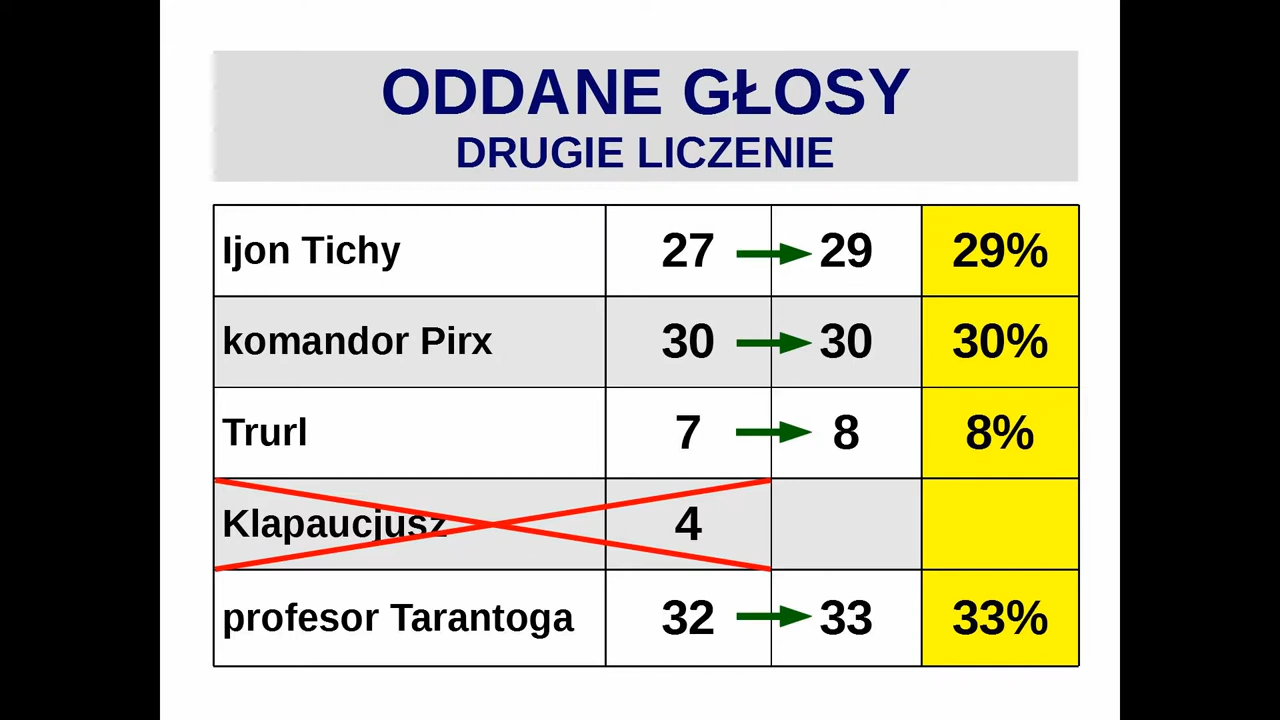 ODDANE GŁOSY
DRUGIE LICZENIE
Ijon Tichy 27 29 29%
komandor Pirx 30 30 30%
Trurl 7 8 8%
Klapaucjusz 4
profesor Tarantoga 32 33 33%